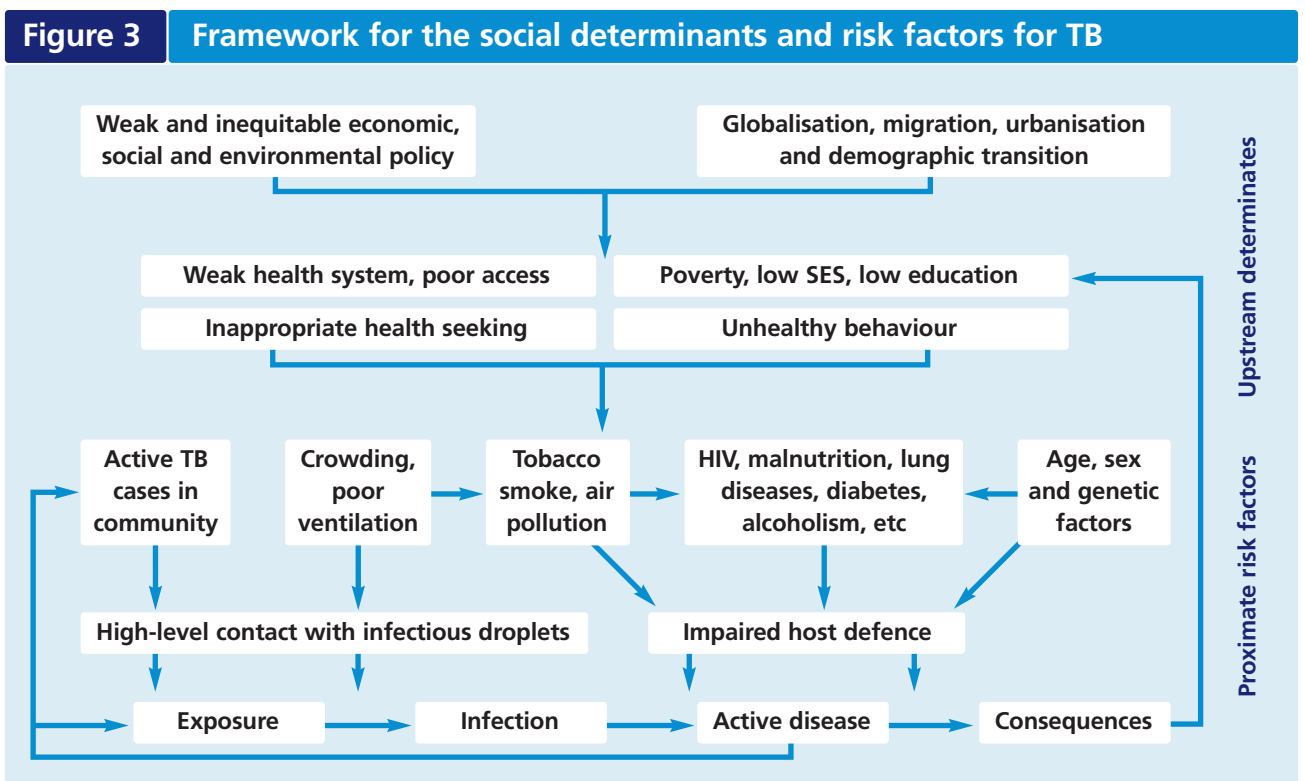 Figure 3
Framework for the social determinants and risk factors for TB
Weak and inequitable economic,
social and environmental policy
Globalisation, migration, urbanisation
and demographic transition
Weak health system, poor access
Poverty, low SES, low education
Inappropriate health seeking
Unhealthy behaviour
Upstream determinates
Active TB
cases in
community
Crowding,
poor
ventilation
Tobacco
smoke, air
pollution
HIV, malnutrition, lung
diseases, diabetes,
alcoholism, etc
Age, sex
and genetic
factors
High-level contact with infectious droplets
Impaired host defence
Exposure
Infection
Active disease
Consequences
Proximate risk factors